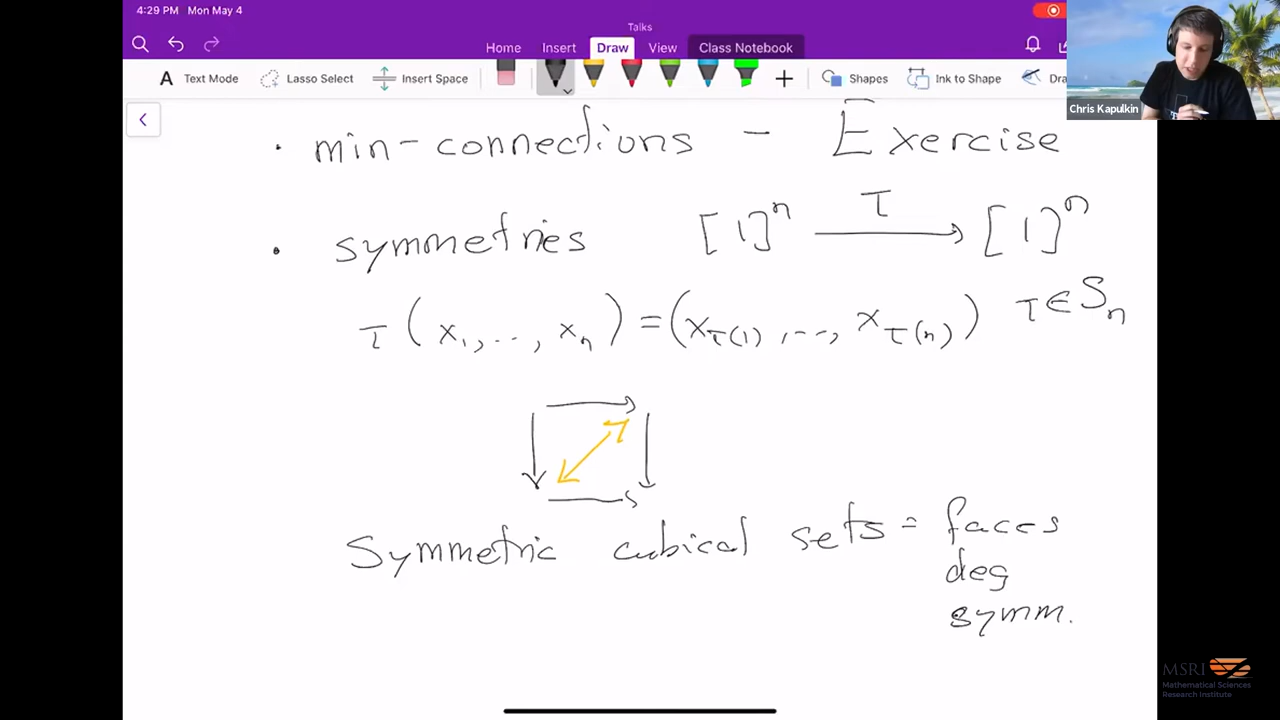 4:29 PM Mon May 4
Talks
Home Insert Draw View Class Notebook
Text Mode Lasso Select Insert Space Shapes Ink to Shape
Chris Kapulkin
• min-connections – Exercise
• symmetries [1]ⁿ —τ→ [1]ⁿ
τ(x₁,..,xₙ) = (x_τ(1),..., x_τ(n)) τ∈Sₙ
Symmetric cubical sets = faces
deg
symm.
MSRI
Mathematical Sciences
Research Institute